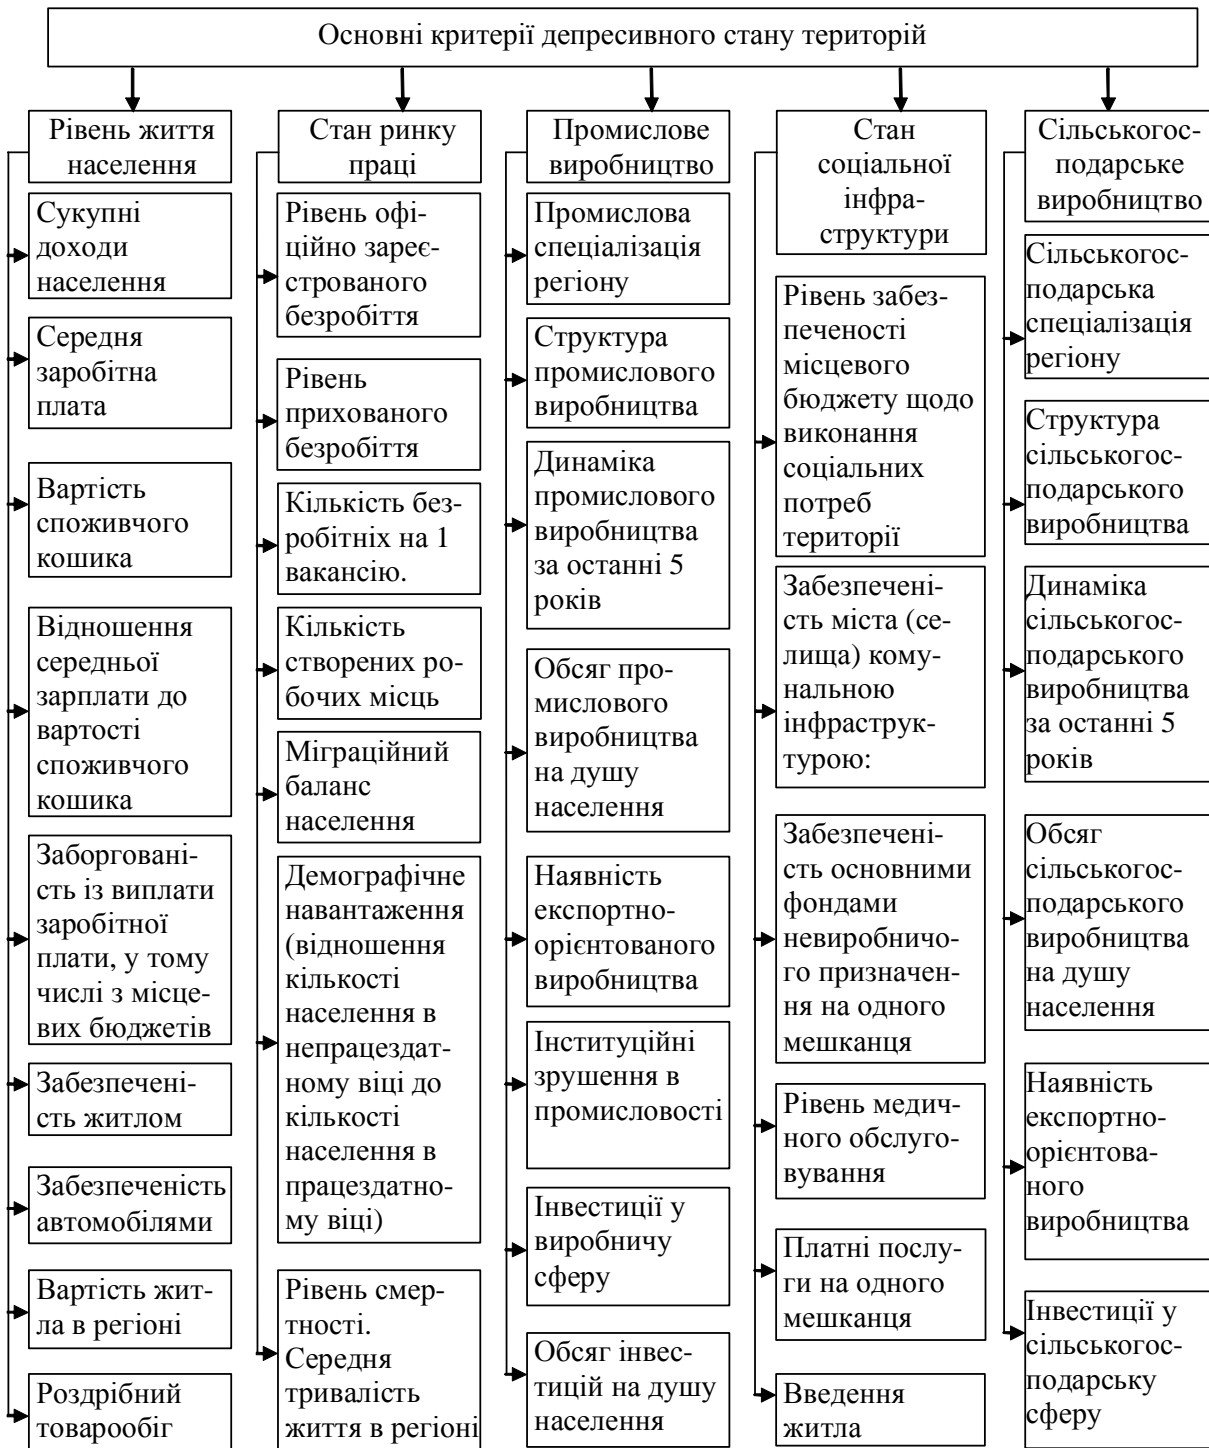 Основні критерії депресивного стану територій
Рівень життя
населення
Сукупні
доходи
населення
Середня
заробітна
плата
Вартість
споживчого
кошика
Відношення
середньої
зарплати до
вартості
споживчого
кошика
Заборговані-
сть із виплати
заробітної
плати, у тому
числі з місце-
вих бюджетів
Забезпечені-
сть житлом
Забезпеченість
автомобілями
Вартість жит-
ла в регіоні
Роздрібний
товарообіг
Стан ринку
праці
Рівень офі-
ційно зареє-
строваного
безробіття
Рівень
прихованого
безробіття
Кількість без-
робітніх на 1
вакансію.
Кількість
створених ро-
бочих місць
Міграційний
баланс
населення
Демографічне
навантаження
(відношення
кількості
населення в
непрацездат-
ному віці до
кількості
населення в
працездатно-
му віці)
Рівень смер-
тності.
Середня
тривалість
життя в регіоні
Промислове
виробництво
Промислова
спеціалізація
регіону
Структура
промислового
виробництва
Динаміка
промислового
виробництва
за останні 5
років
Обсяг про-
мислового
виробництва
на душу
населення
Наявність
експортно-
орієнтованого
виробництва
Інституційні
зрушення в
промисловості
Інвестиції у
виробничу
сферу
Обсяг інвес-
тицій на душу
населення
Стан
соціальної
інфра-
структури
Рівень забез-
печеності
місцевого
бюджету щодо
виконання
соціальних
потреб
території
Забезпечені-
сть міста (се-
лища) кому-
нальною
інфраструк-
турою:
Забезпечені-
сть основними
фондами
невиробничо-
го призначен-
ня на одного
мешканця
Рівень медич-
ного обслуго-
вування
Платні послу-
ги на одного
мешканця
Введення
житла
Сільськогос-
подарське
виробництво
Сільськогос-
подарська
спеціалізація
регіону
Структура
сільськогос-
подарського
виробництва
Динаміка
сільськогос-
подарського
виробництва
за останні 5
років
Обсяг
сільськогос-
подарського
виробництва
на душу
населення
Наявність
експортно-
орієнтова-
ного
виробництва
Інвестиції у
сільськогос-
подарську
сферу